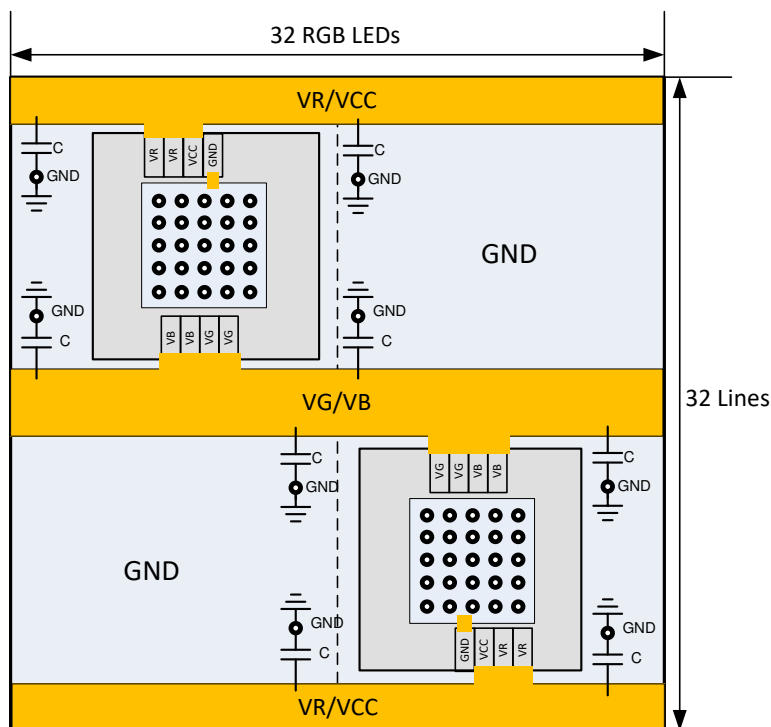 32 RGB LEDs
VR/VCC
C
GND
VR
VR
VCC
GND
C
GND
GND
GND
C
VB
VB
VG
VG
GND
C
VG/VB
32 Lines
C
GND
VG
VG
VB
VB
C
GND
GND
GND
C
GND
VCC
VR
VR
GND
C
VR/VCC